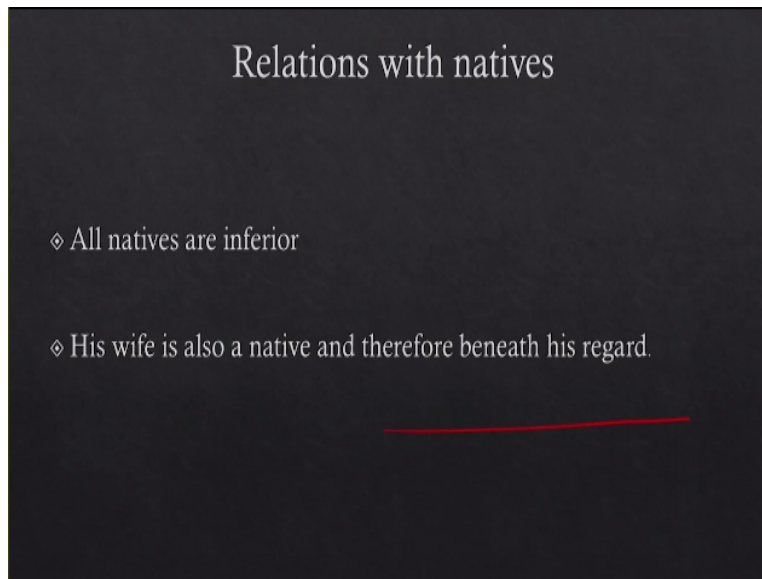 Relations with natives
All natives are inferior
His wife is also a native and therefore beneath his regard.